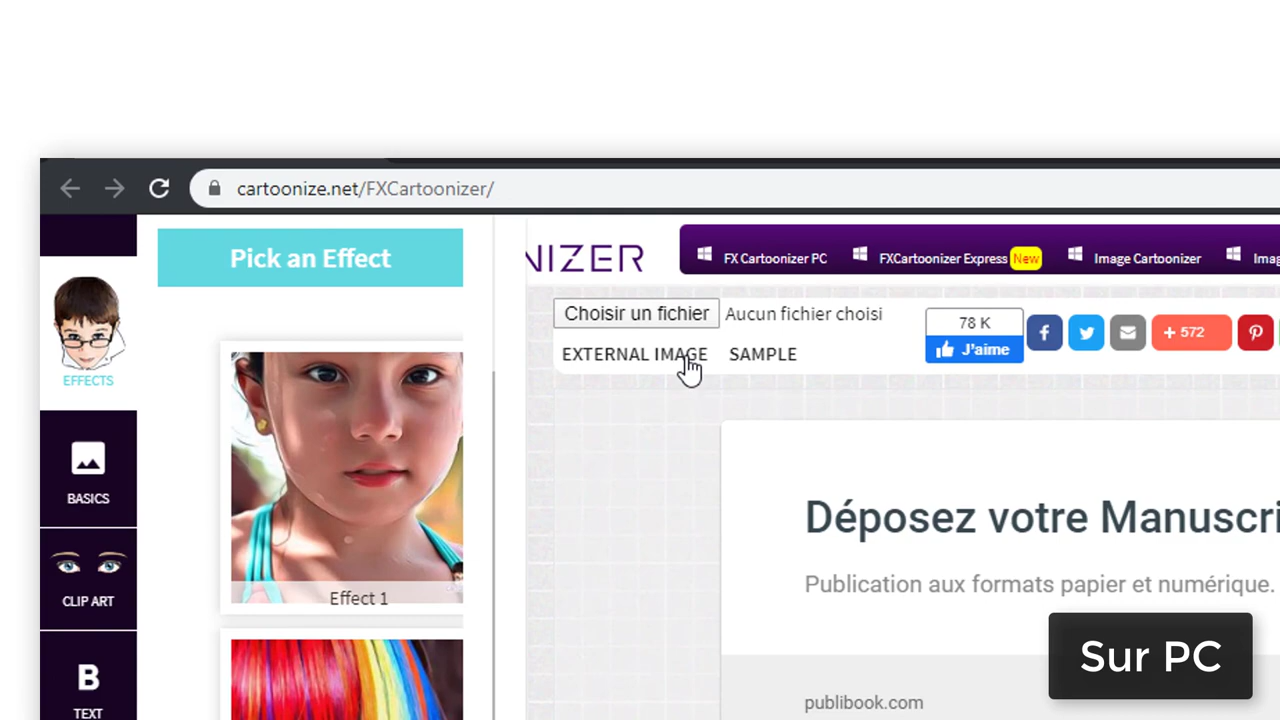 cartoonize.net/FXCartoonizer/
EFFECTS
BASICS
CLIP ART
B
TEXT
Pick an Effect
Effect 1
NIZER
FX Cartoonizer PC
FXCartoonizer Express New
Image Cartoonizer
Imag
Choisir un fichier Aucun fichier choisi
EXTERNAL IMAGE SAMPLE
78 K
J'aime
+ 572
Déposez votre Manuscri
Publication aux formats papier et numérique.
publibook.com
Sur PC